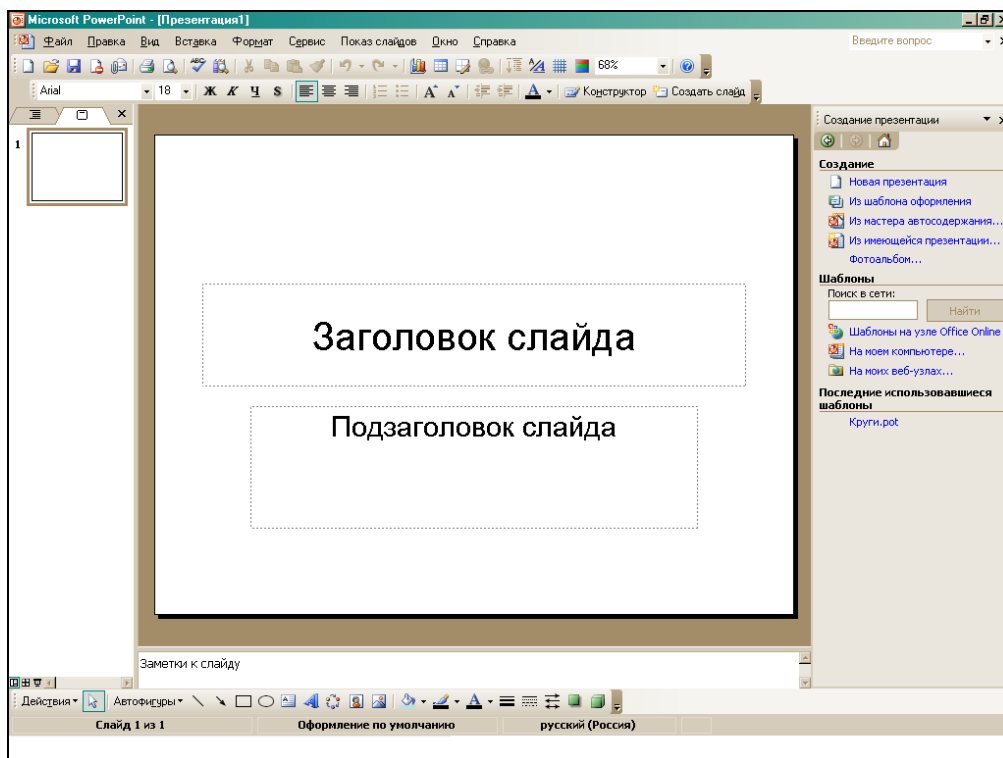 Microsoft PowerPoint - [Презентация1]
Файл Правка Вид Вставка Формат Сервис Показ слайдов Окно Справка Введите вопрос
68%
Arial 18 Ж К Ч S Конструктор Создать слайд
Создание презентации
1
Создание
Новая презентация
Из шаблона оформления
Из мастера автосодержания...
Из имеющейся презентации...
Фотоальбом...
Шаблоны
Поиск в сети:
Найти
Шаблоны на узле Office Online
На моем компьютере...
На моих веб-узлах...
Последние использовавшиеся
шаблоны
Круги.pot
Заголовок слайда
Подзаголовок слайда
Заметки к слайду
Действия Автофигуры
Слайд 1 из 1 Оформление по умолчанию русский (Россия)